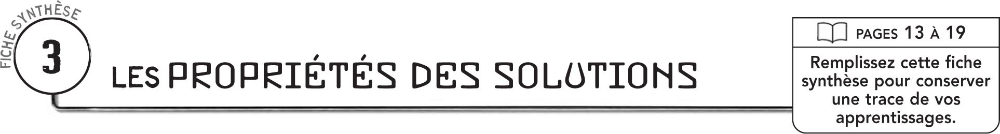 FICHE SYNTHÈSE
3
LES PROPRIÉTÉS DES SOLUTIONS
PAGES 13 À 19
Remplissez cette fiche
synthèse pour conserver
une trace de vos
apprentissages.